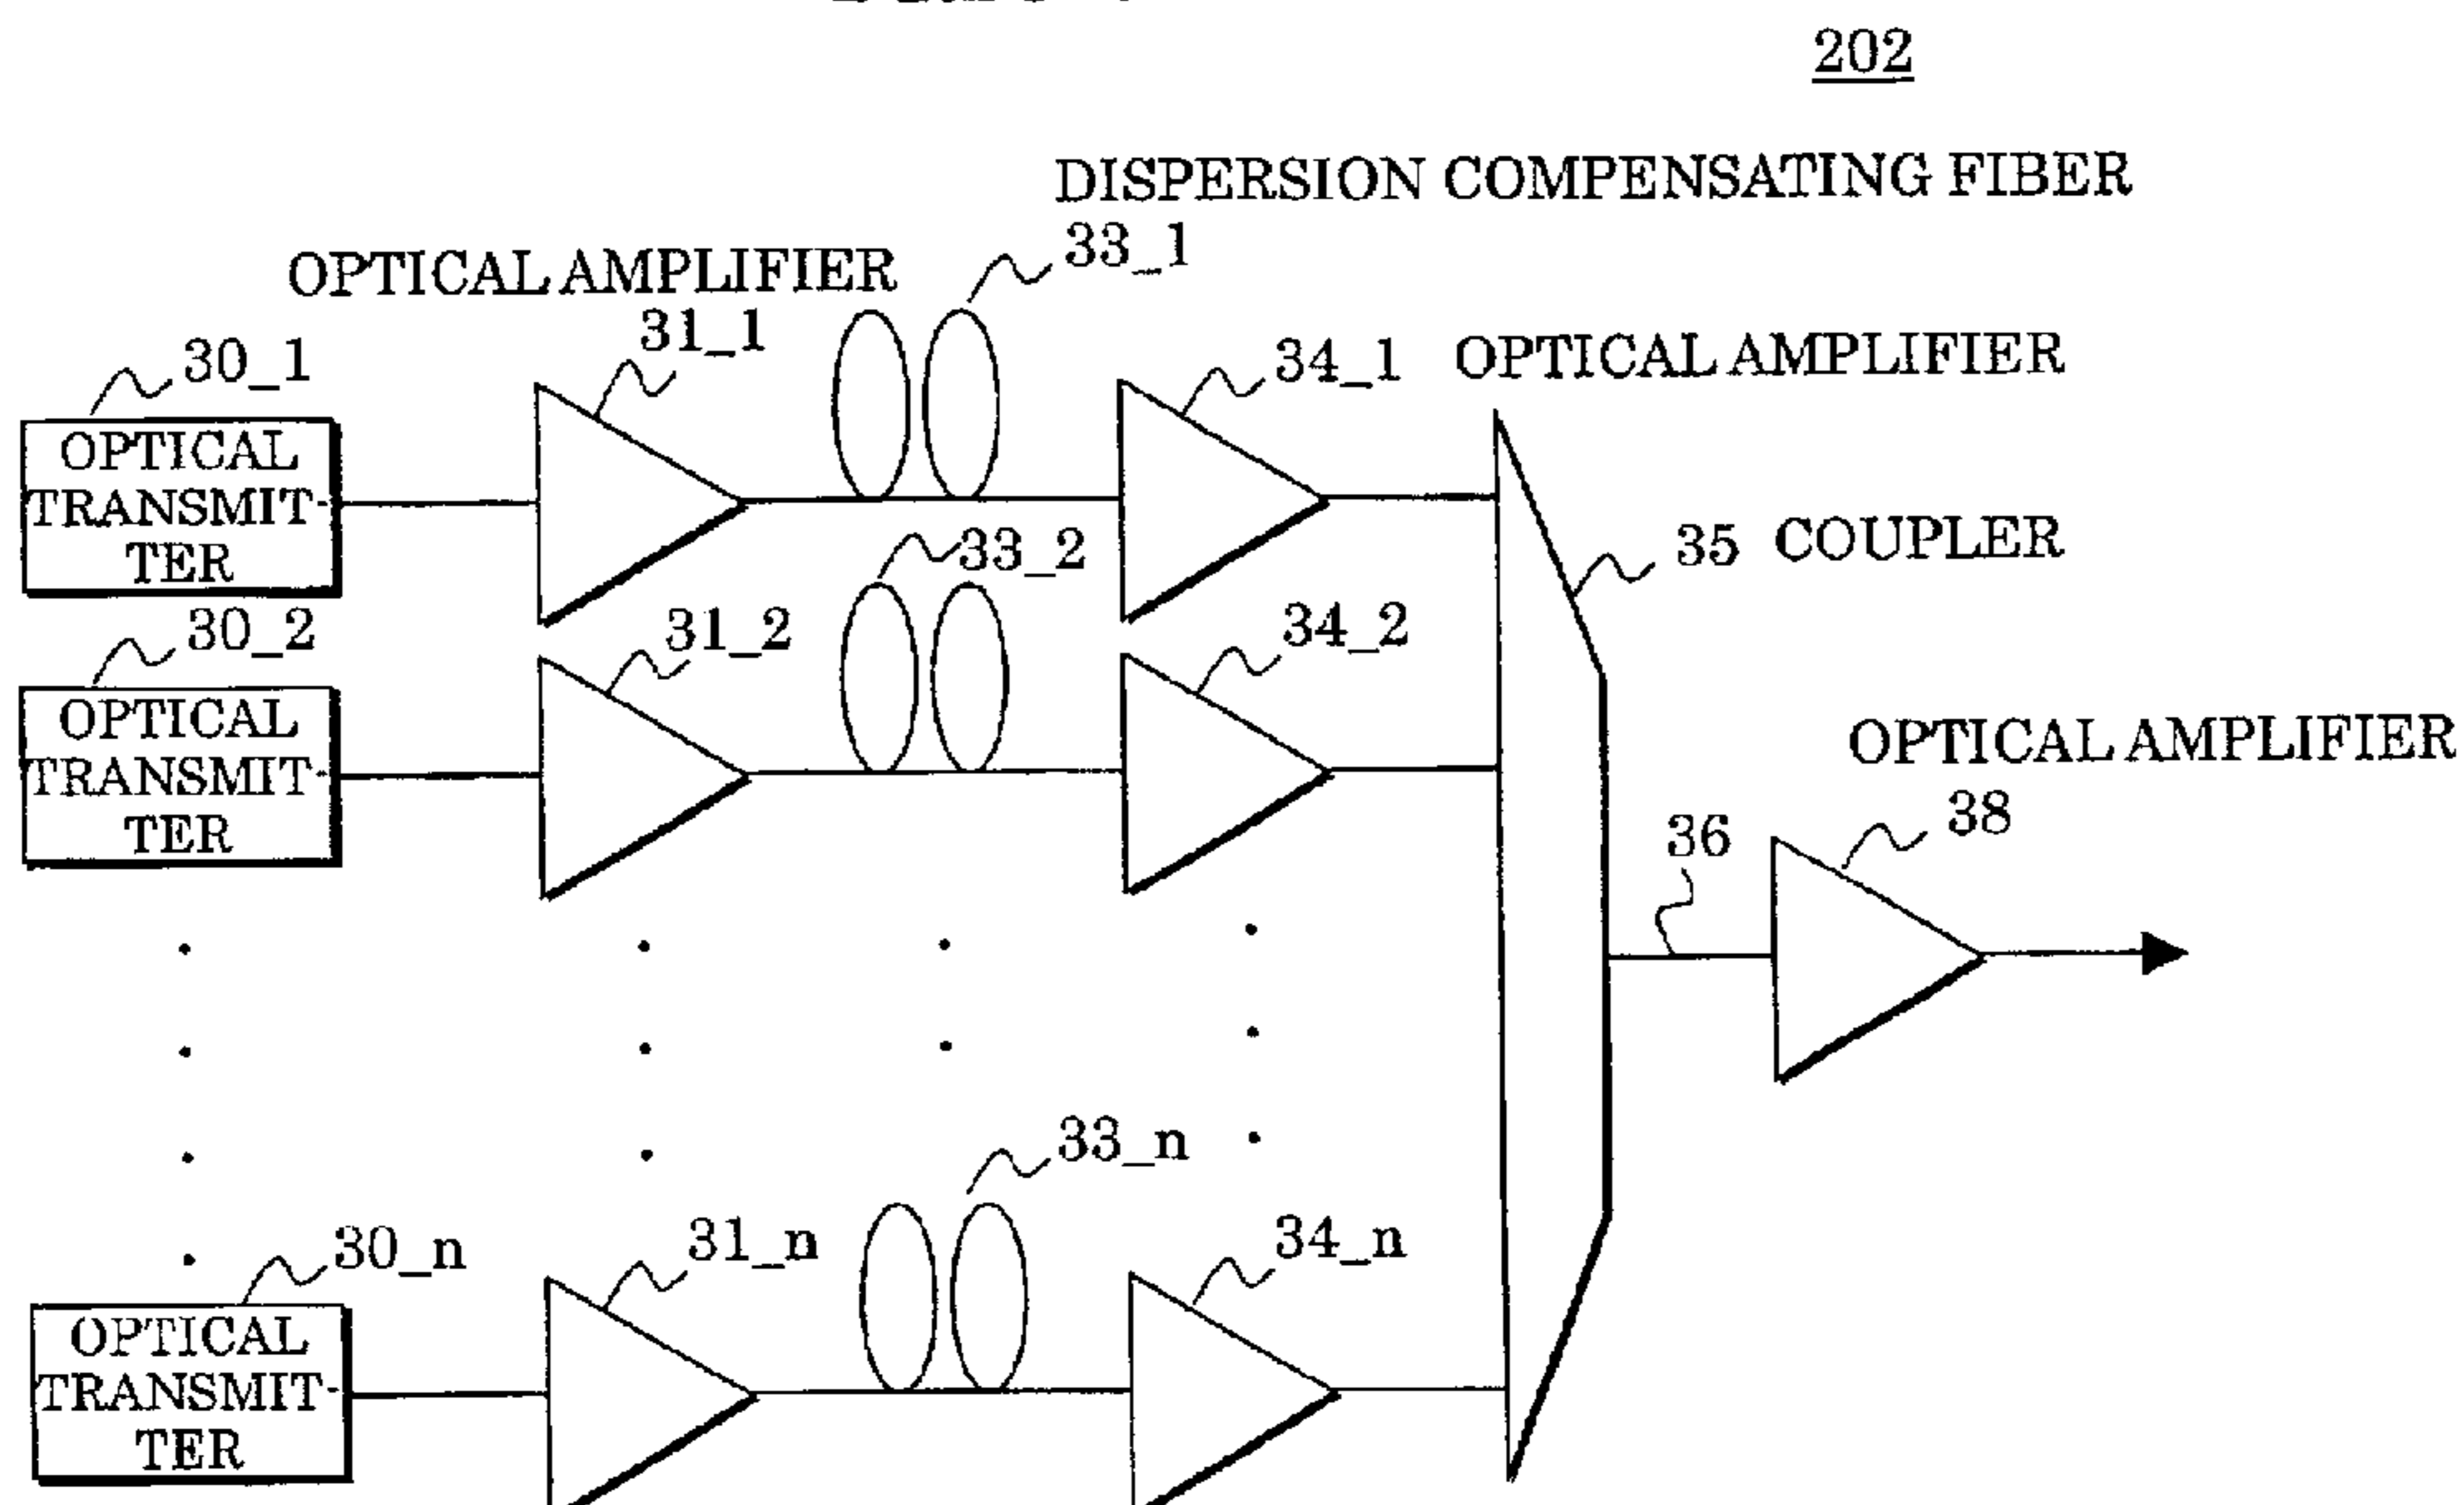 202
DISPERSION COMPENSATING FIBER
33_1
OPTICAL AMPLIFIER
31_1
30_1
34_1 OPTICAL AMPLIFIER
OPTICAL
TRANSMIT-
TER
35 COUPLER
33_2
30_2
31_2
34_2
OPTICAL
TRANSMIT-
TER
OPTICAL AMPLIFIER
38
36
33_n
30_n
31_n
34_n
OPTICAL
TRANSMIT-
TER